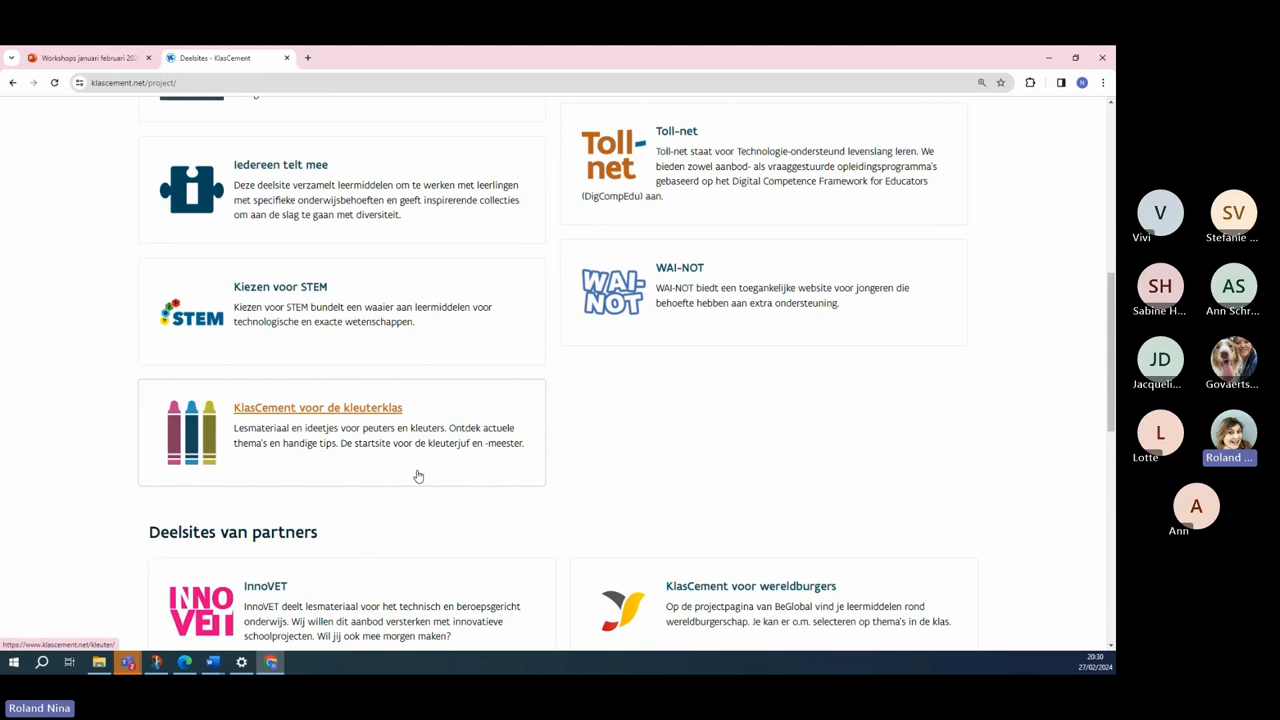 Workshops januari februari 202
Deelsites - KlasCement
klascement.net/project/
N
Iedereen telt mee
Deze deelsite verzamelt leermiddelen om te werken met leerlingen
met specifieke onderwijsbehoeften en geeft inspirerende collecties
om aan de slag te gaan met diversiteit.
Kiezen voor STEM
Kiezen voor STEM bundelt een waaier aan leermiddelen voor
technologische en exacte wetenschappen.
STEM
KlasCement voor de kleuterklas
Lesmateriaal en ideetjes voor peuters en kleuters. Ontdek actuele
thema's en handige tips. De startsite voor de kleuterjuf en -meester.
Toll-net
Toll-
net
Toll-net staat voor Technologie-ondersteund levenslang leren. We
bieden zowel aanbod- als vraaggestuurde opleidingsprogramma's
gebaseerd op het Digital Competence Framework for Educators
(DigCompEdu) aan.
WAI-NOT
WAI-
NOT
WAI-NOT biedt een toegankelijke website voor jongeren die
behoefte hebben aan extra ondersteuning.
Deelsites van partners
InnoVET
INNO
VET
InnoVET deelt lesmateriaal voor het technisch en beroepsgericht
onderwijs. Wij willen dit aanbod versterken met innovatieve
schoolprojecten. Wil jij ook mee morgen maken?
KlasCement voor wereldburgers
Op de projectpagina van BeGlobal vind je leermiddelen rond
wereldburgerschap. Je kan er o.m. selecteren op thema's in de klas.
https://www.klascement.net/kleuter/
20:30
27/02/2024
V
Vivi
SV
Stefanie ...
SH
Sabine H...
AS
Ann Schr...
JD
Jacqueli...
Govaerts...
L
Lotte
Roland ...
A
Ann
Roland Nina